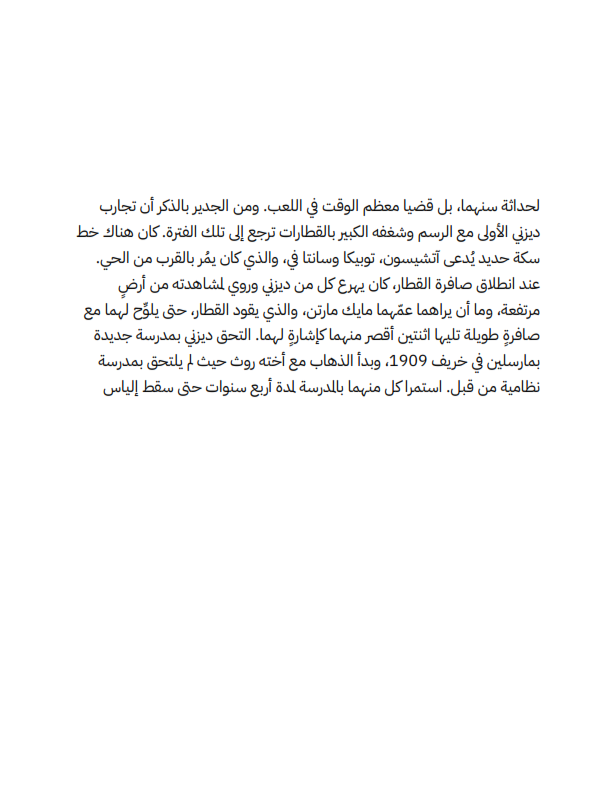 لحداثة سنهما، بل قضيا معظم الوقت في اللعب. ومن الجدير بالذكر أن تجارب
ديزني الأولى مع الرسم وشغفه الكبير بالقطارات ترجع إلى تلك الفترة. كان هناك خط
سكة حديد يُدعى آتشيسون، توبيكا وسانتا في، والذي كان يمُر بالقرب من الحي.
عند انطلاق صافرة القطار، كان يهرع كل من ديزني وروي لمشاهدته من أرضٍ
مرتفعة، وما أن يراهما عمّهما مايك مارتن، والذي يقود القطار، حتى يلوِّح لهما مع
صافرةٍ طويلة تليها اثنتين أقصر منهما كإشارةٍ لهما. التحق ديزني بمدرسة جديدة
بمارسلين في خريف 1909، وبدأ الذهاب مع أخته روث حيث لم يلتحق بمدرسة
نظامية من قبل. استمرا كل منهما بالمدرسة لمدة أربع سنوات حتى سقط إلياس